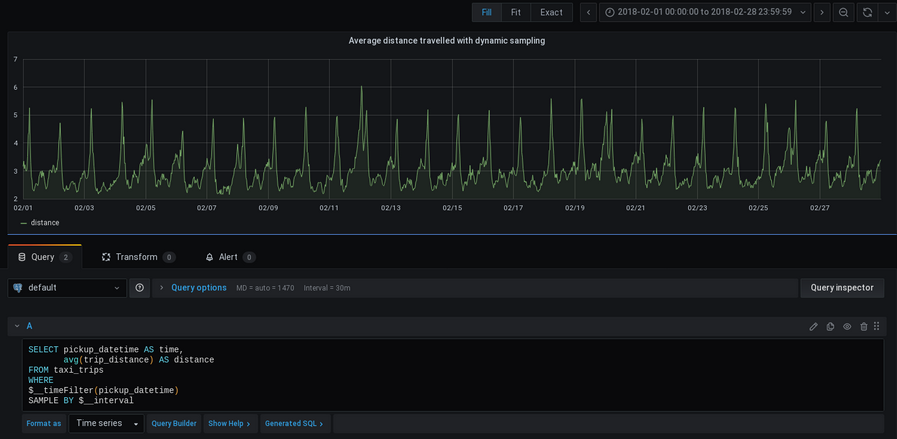 Fill Fit Exact 2018-02-01 00:00:00 to 2018-02-28 23:59:59
Average distance travelled with dynamic sampling
7
6
5
4
3
2
02/01 02/03 02/05 02/07 02/09 02/11 02/13 02/15 02/17 02/19 02/21 02/23 02/25 02/27
distance
Query 2 Transform 0 Alert 0
default Query options MD = auto = 1470 Interval = 30m Query inspector
A
SELECT pickup_datetime AS time,
avg(trip_distance) AS distance
FROM taxi_trips
WHERE
$__timeFilter(pickup_datetime)
SAMPLE BY $__interval
Format as Time series Query Builder Show Help Generated SQL